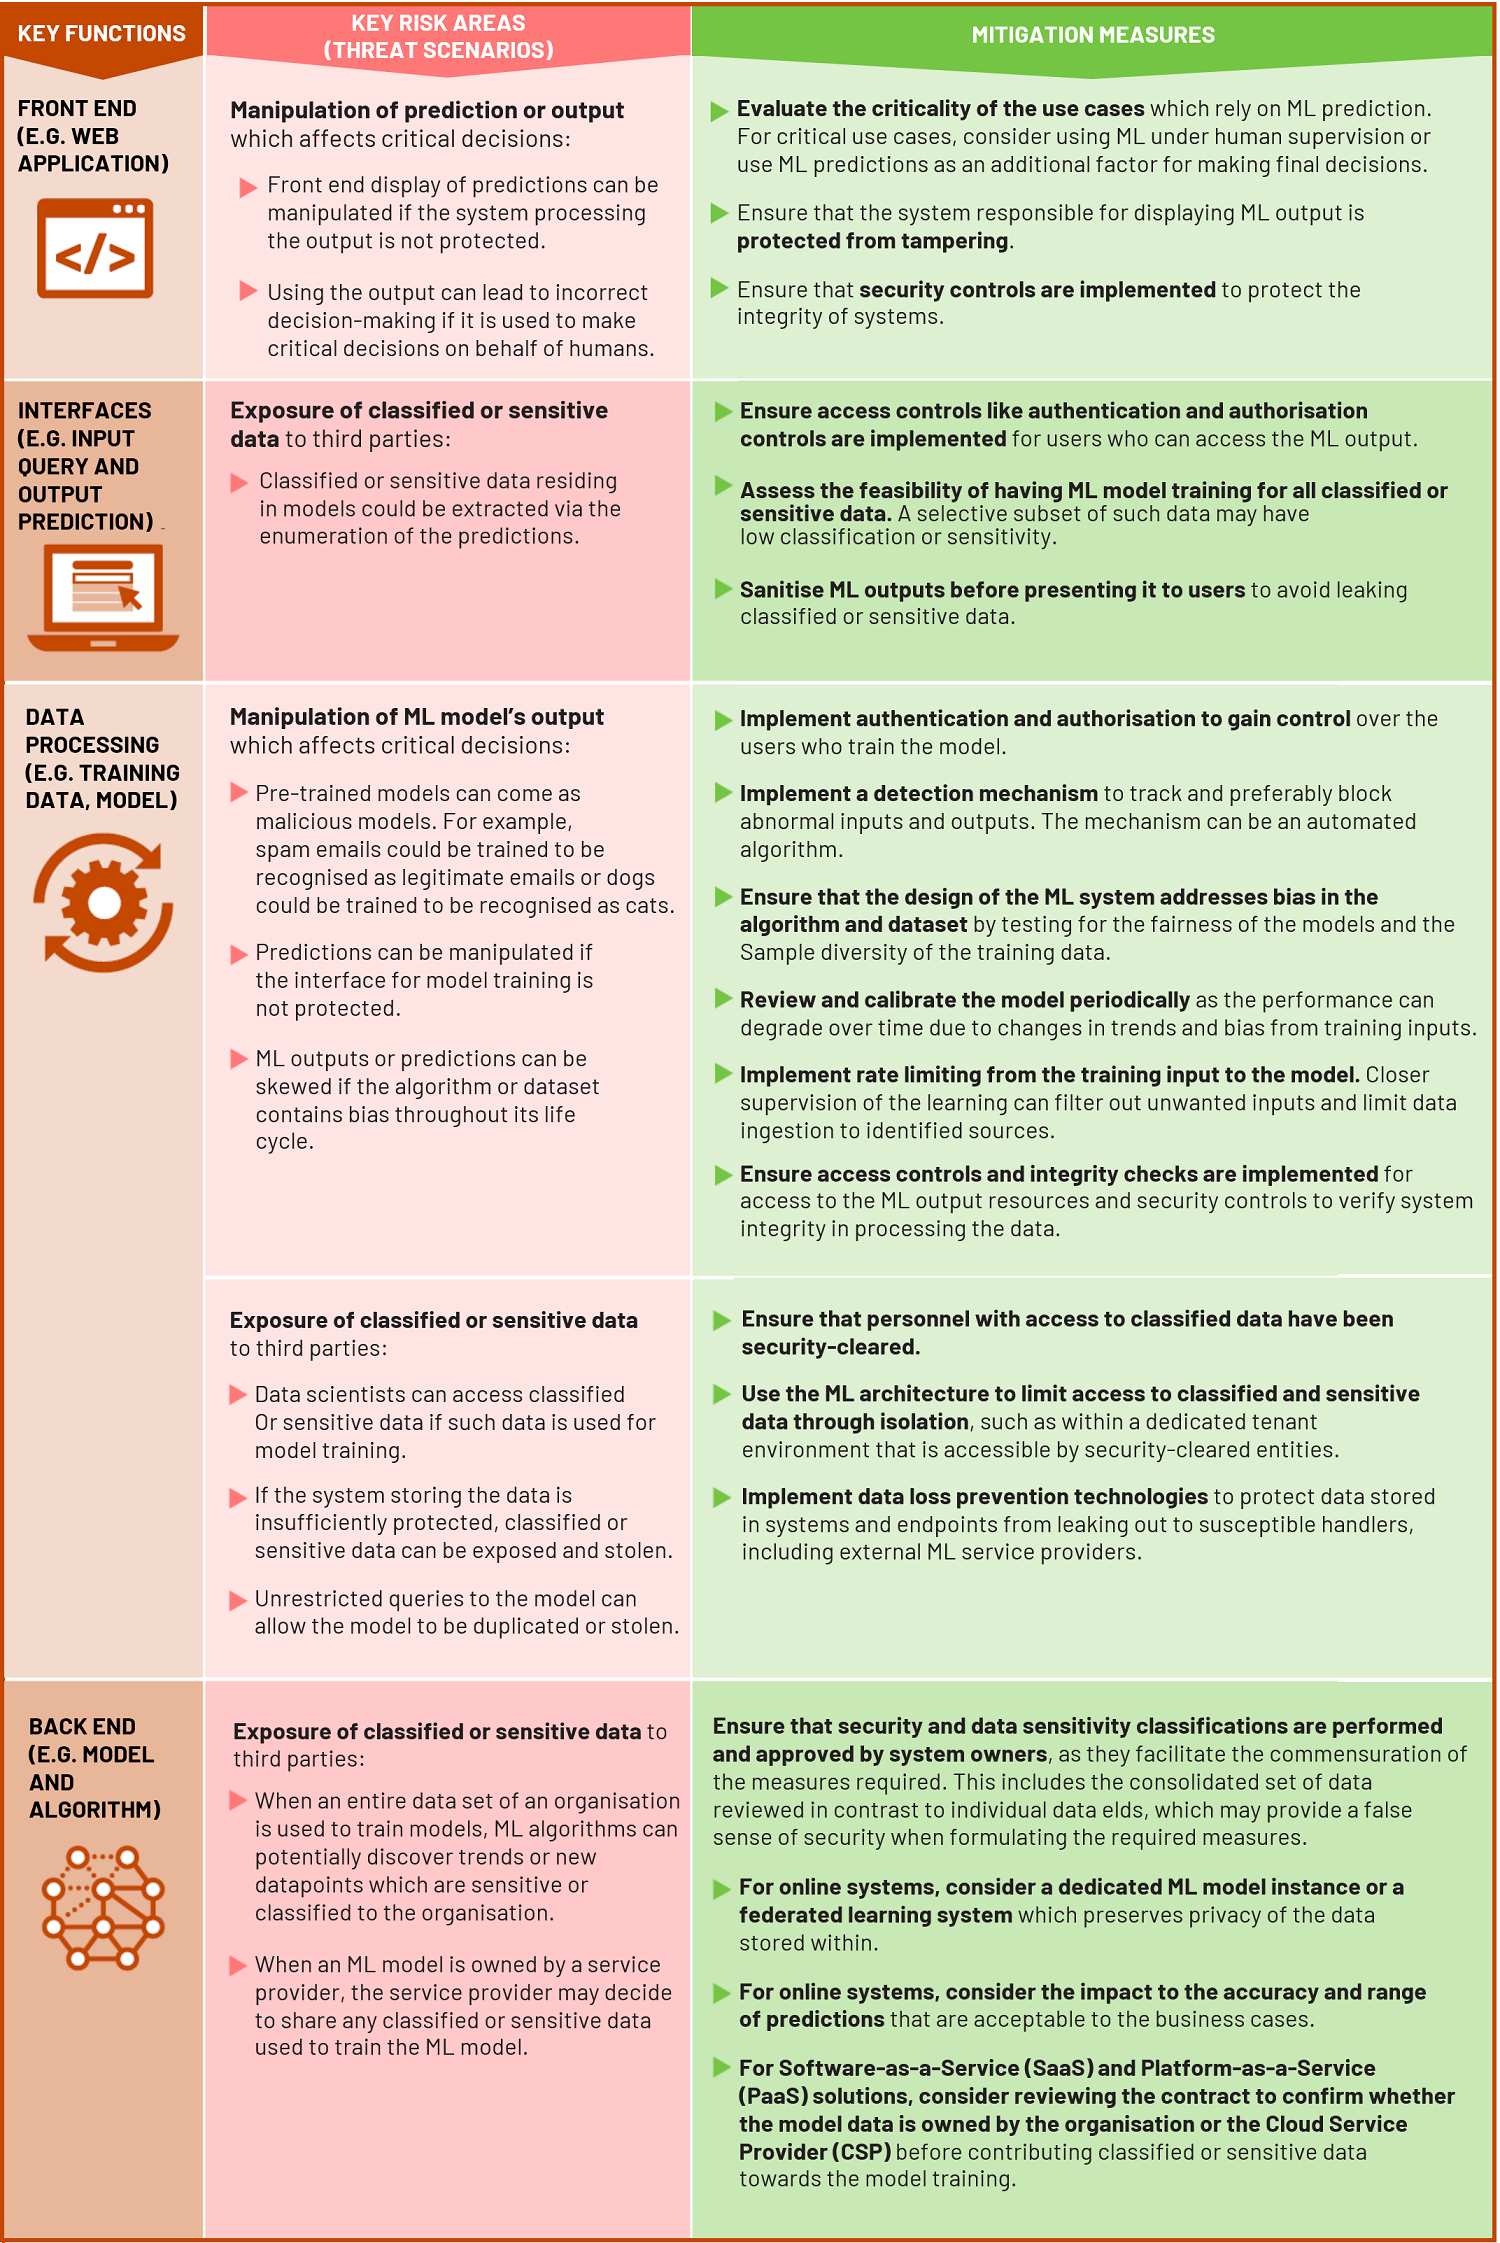 KEY FUNCTIONS
KEY RISK AREAS
(THREAT SCENARIOS)
MITIGATION MEASURES
FRONT END
(E.G. WEB
APPLICATION)
</>
Manipulation of prediction or output
which affects critical decisions:
Front end display of predictions can be
manipulated if the system processing
the output is not protected.
Using the output can lead to incorrect
decision-making if it is used to make
critical decisions on behalf of humans.
Evaluate the criticality of the use cases which rely on ML prediction.
For critical use cases, consider using ML under human supervision or
use ML predictions as an additional factor for making final decisions.
Ensure that the system responsible for displaying ML output is
protected from tampering.
Ensure that security controls are implemented to protect the
integrity of systems.
INTERFACES
(E.G. INPUT
QUERY AND
OUTPUT
PREDICTION)
Exposure of classified or sensitive
data to third parties:
Classified or sensitive data residing
in models could be extracted via the
enumeration of the predictions.
Ensure access controls like authentication and authorisation
controls are implemented for users who can access the ML output.
Assess the feasibility of having ML model training for all classified or
sensitive data. A selective subset of such data may have
low classification or sensitivity.
Sanitise ML outputs before presenting it to users to avoid leaking
classified or sensitive data.
DATA
PROCESSING
(E.G. TRAINING
DATA, MODEL)
Manipulation of ML model's output
which affects critical decisions:
Pre-trained models can come as
malicious models. For example,
spam emails could be trained to be
recognised as legitimate emails or dogs
could be trained to be recognised as cats.
Predictions can be manipulated if
the interface for model training is
not protected.
ML outputs or predictions can be
skewed if the algorithm or dataset
contains bias throughout its life
cycle.
Implement authentication and authorisation to gain control over the
users who train the model.
Implement a detection mechanism to track and preferably block
abnormal inputs and outputs. The mechanism can be an automated
algorithm.
Ensure that the design of the ML system addresses bias in the
algorithm and dataset by testing for the fairness of the models and the
Sample diversity of the training data.
Review and calibrate the model periodically as the performance can
degrade over time due to changes in trends and bias from training inputs.
Implement rate limiting from the training input to the model. Closer
supervision of the learning can filter out unwanted inputs and limit data
ingestion to identified sources.
Ensure access controls and integrity checks are implemented for
access to the ML output resources and security controls to verify system
integrity in processing the data.
Exposure of classified or sensitive data
to third parties:
Data scientists can access classified
Or sensitive data if such data is used for
model training.
If the system storing the data is
insufficiently protected, classified or
sensitive data can be exposed and stolen.
Unrestricted queries to the model can
allow the model to be duplicated or stolen.
Ensure that personnel with access to classified data have been
security-cleared.
Use the ML architecture to limit access to classified and sensitive
data through isolation, such as within a dedicated tenant
environment that is accessible by security-cleared entities.
Implement data loss prevention technologies to protect data stored
in systems and endpoints from leaking out to susceptible handlers,
including external ML service providers.
BACK END
(E.G. MODEL
AND
ALGORITHM)
Exposure of classified or sensitive data to
third parties:
When an entire data set of an organisation
is used to train models, ML algorithms can
potentially discover trends or new
datapoints which are sensitive or
classified to the organisation.
When an ML model is owned by a service
provider, the service provider may decide
to share any classified or sensitive data
used to train the ML model.
Ensure that security and data sensitivity classifications are performed
and approved by system owners, as they facilitate the commensuration of
the measures required. This includes the consolidated set of data
reviewed in contrast to individual data elds, which may provide a false
sense of security when formulating the required measures.
For online systems, consider a dedicated ML model instance or a
federated learning system which preserves privacy of the data
stored within.
For online systems, consider the impact to the accuracy and range
of predictions that are acceptable to the business cases.
For Software-as-a-Service (SaaS) and Platform-as-a-Service
(PaaS) solutions, consider reviewing the contract to confirm whether
the model data is owned by the organisation or the Cloud Service
Provider (CSP) before contributing classified or sensitive data
towards the model training.